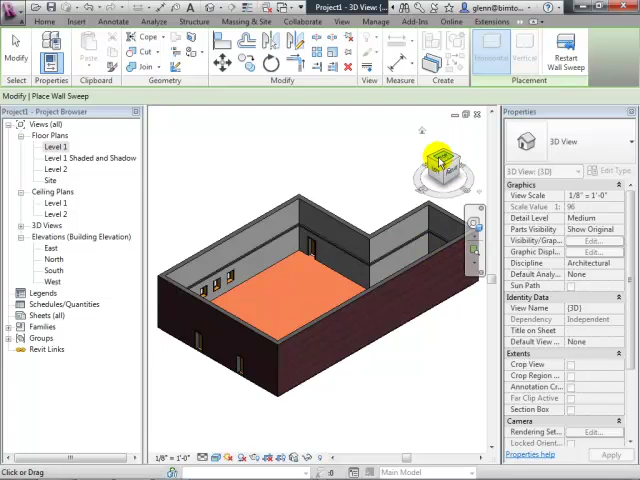 Project1 - 3D View: {...
glenn@bimto...
Architecture
Insert
Annotate
Analyze
Structure
Massing & Site
Collaborate
View
Manage
Add-Ins
Online
Extensions
Modify
Properties
Paste
Cope
Cut
Join
Horizontal
Vertical
Restart
Wall Sweep
Select
Properties
Clipboard
Geometry
Modify
View
Measure
Create
Placement
Modify | Place Wall Sweep
Project1 - Project Browser
Views (all)
Floor Plans
Level 1
Level 1 Shaded and Shadow
Level 2
Site
Ceiling Plans
Level 1
Level 2
3D Views
Elevations (Building Elevation)
East
North
South
West
Legends
Schedules/Quantities
Sheets (all)
Families
Groups
Revit Links
1/8" = 1'-0"
Properties
3D View
3D View: {3D}
Edit Type
Graphics
View Scale 1/8" = 1'-0"
Scale Value 1: 96
Detail Level Medium
Parts Visibility Show Original
Visibility/Grap... Edit...
Graphic Displ... Edit...
Discipline Architectural
Default Analy... None
Sun Path
Identity Data
View Name {3D}
Dependency Independent
Title on Sheet
Default View ... None
Extents
Crop View
Crop Region ...
Annotation Cr...
Far Clip Active
Section Box
Camera
Rendering Set... Edit...
Locked Orient...
Properties help
Apply
Click or Drag
:0
Main Model